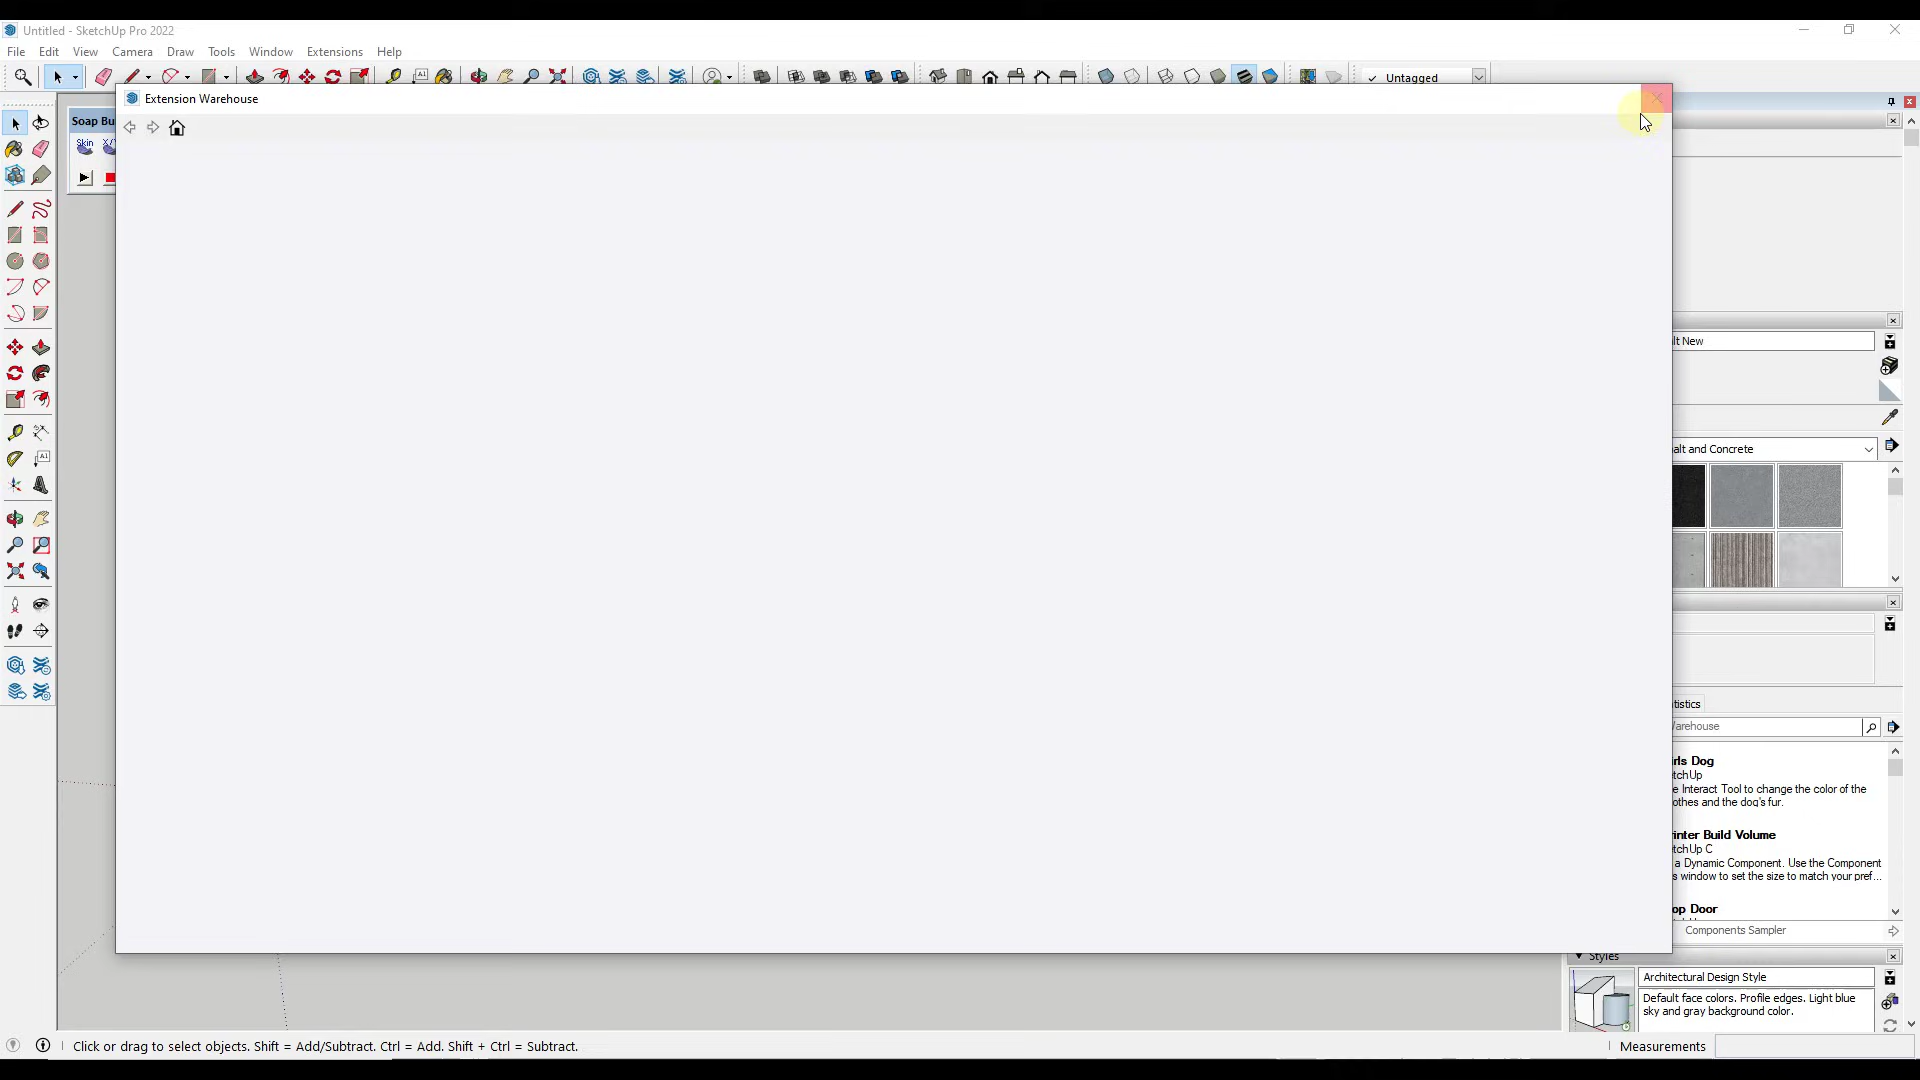 Untitled - SketchUp Pro 2022
File Edit View Camera Draw Tools Window Extensions Help
A1
✓ Untagged
Extension Warehouse
Soap Bu
Skin X/
A1
lt New
alt and Concrete
tistics
Warehouse
irls Dog
tchUp
e Interact Tool to change the color of the
othes and the dog's fur.
rinter Build Volume
tchUp C
a Dynamic Component. Use the Component
s window to set the size to match your pref...
op Door
Components Sampler
Styles
Architectural Design Style
Default face colors. Profile edges. Light blue
sky and gray background color.
Click or drag to select objects. Shift = Add/Subtract. Ctrl = Add. Shift + Ctrl = Subtract.
Measurements